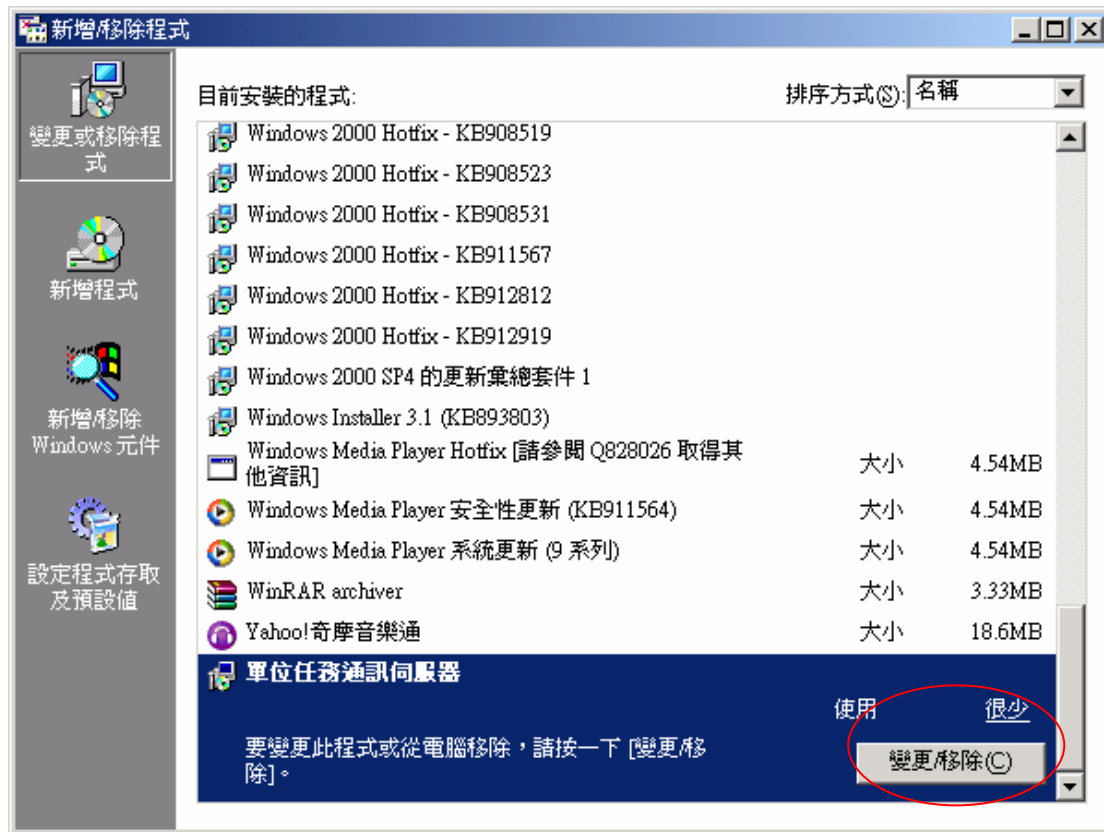 新增/移除程式
變更或移除程
式
新增程式
新增/移除
Windows 元件
設定程式存取
及預設值
目前安裝的程式:
排序方式(S): 名稱
Windows 2000 Hotfix - KB908519
Windows 2000 Hotfix - KB908523
Windows 2000 Hotfix - KB908531
Windows 2000 Hotfix - KB911567
Windows 2000 Hotfix - KB912812
Windows 2000 Hotfix - KB912919
Windows 2000 SP4 的更新彙總套件 1
Windows Installer 3.1 (KB893803)
Windows Media Player Hotfix [請參閱 Q828026 取得其
他資訊] 大小 4.54MB
Windows Media Player 安全性更新 (KB911564) 大小 4.54MB
Windows Media Player 系統更新 (9 系列) 大小 4.54MB
WinRAR archiver 大小 3.33MB
Yahoo!奇摩音樂通 大小 18.6MB
單位任務通訊伺服器
使用 很少
要變更此程式或從電腦移除，請按一下 [變更/移
除]。
變更/移除(C)